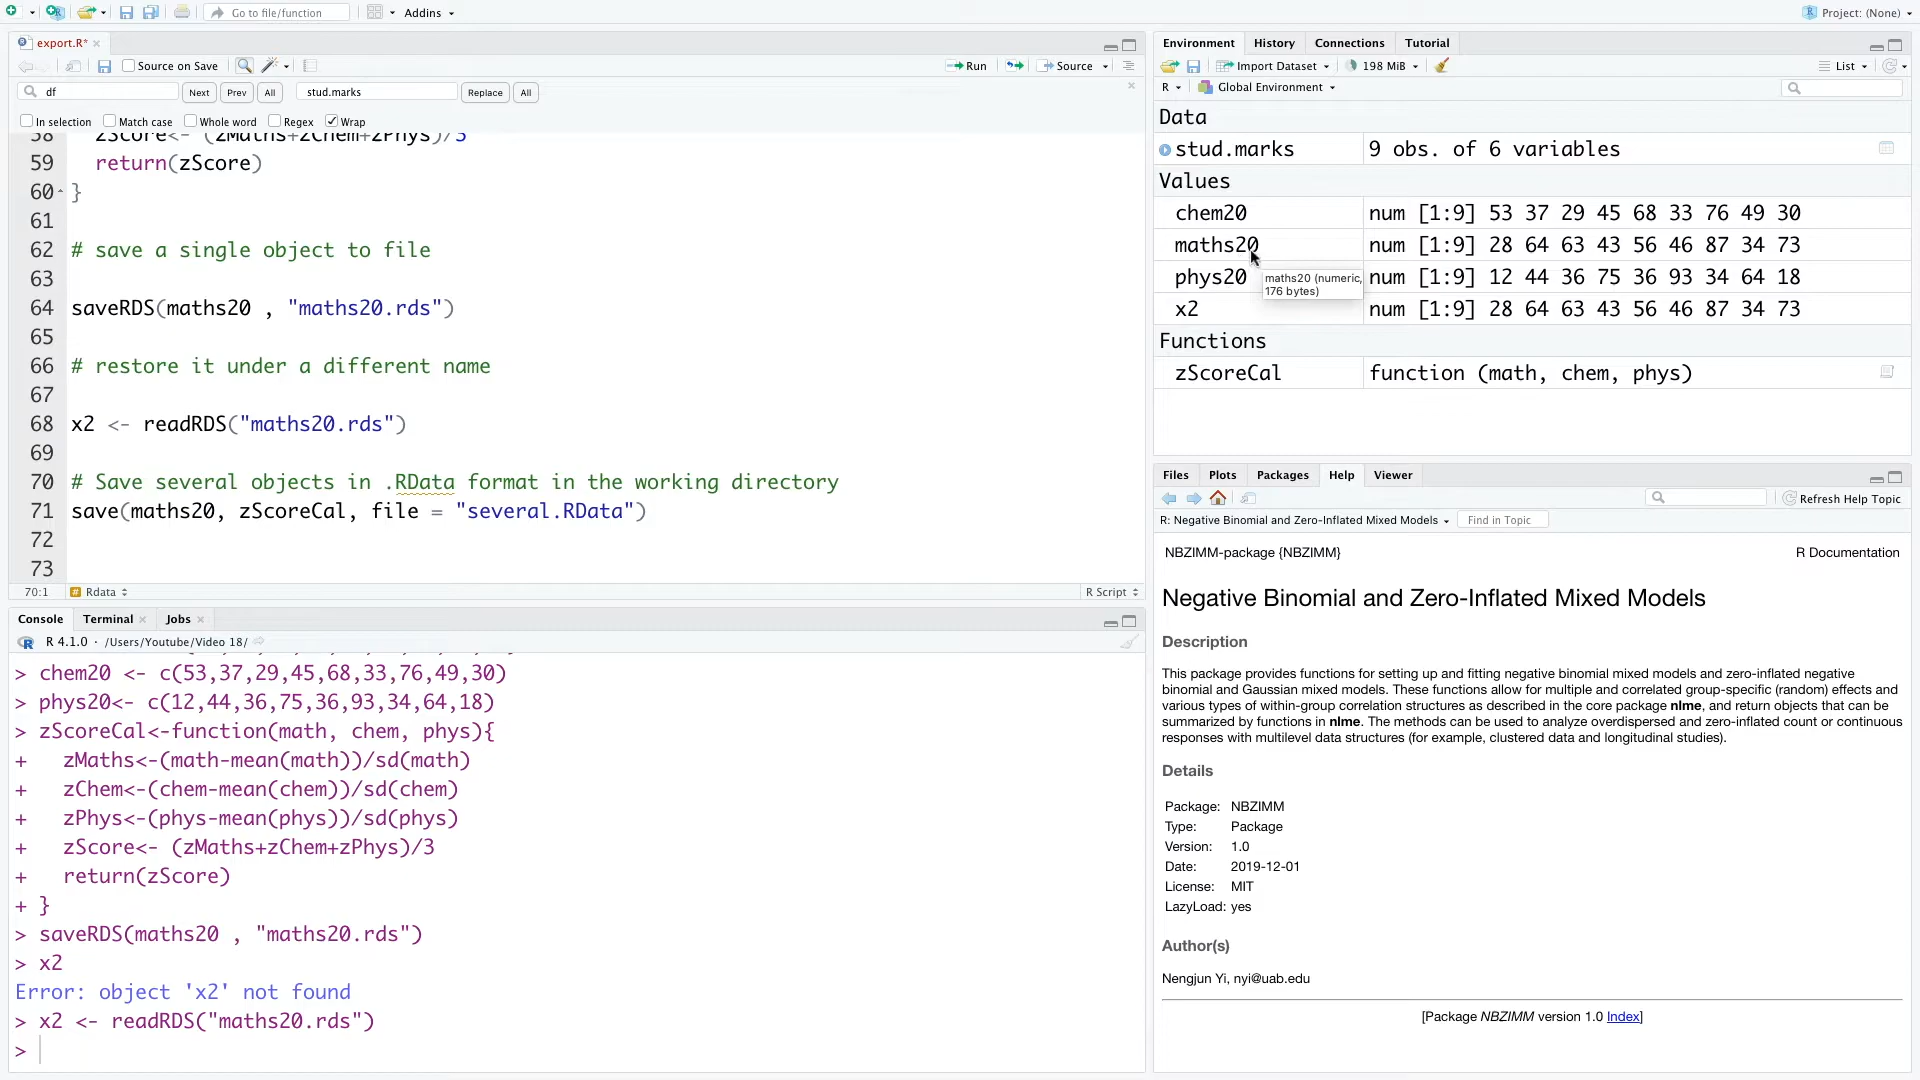 Go to file/function
Addins
Project: (None)
export.R*
Source on Save
Run
Source
df
Next
Prev
All
stud.marks
Replace
All
In selection
Match case
Whole word
Regex
Wrap
58 zScore<- (zMaths+zChem+zPhys)/3
59 return(zScore)
60 }
61
62 # save a single object to file
63
64 saveRDS(maths20 , "maths20.rds")
65
66 # restore it under a different name
67
68 x2 <- readRDS("maths20.rds")
69
70 # Save several objects in .RData format in the working directory
71 save(maths20, zScoreCal, file = "several.RData")
72
73
70:1
Rdata
R Script
Console
Terminal
Jobs
R 4.1.0 · /Users/Youtube/Video 18/
> chem20 <- c(53,37,29,45,68,33,76,49,30)
> phys20<- c(12,44,36,75,36,93,34,64,18)
> zScoreCal<-function(math, chem, phys){
+ zMaths<-(math-mean(math))/sd(math)
+ zChem<-(chem-mean(chem))/sd(chem)
+ zPhys<-(phys-mean(phys))/sd(phys)
+ zScore<- (zMaths+zChem+zPhys)/3
+ return(zScore)
+ }
> saveRDS(maths20 , "maths20.rds")
> x2
Error: object 'x2' not found
> x2 <- readRDS("maths20.rds")
>
Environment
History
Connections
Tutorial
Import Dataset
198 MiB
List
R
Global Environment
Data
stud.marks 9 obs. of 6 variables
Values
chem20 num [1:9] 53 37 29 45 68 33 76 49 30
maths20 num [1:9] 28 64 63 43 56 46 87 34 73
phys20 num [1:9] 12 44 36 75 36 93 34 64 18
maths20 (numeric,
176 bytes)
x2 num [1:9] 28 64 63 43 56 46 87 34 73
Functions
zScoreCal function (math, chem, phys)
Files
Plots
Packages
Help
Viewer
Refresh Help Topic
R: Negative Binomial and Zero-Inflated Mixed Models
Find in Topic
NBZIMM-package {NBZIMM}
R Documentation
Negative Binomial and Zero-Inflated Mixed Models
Description
This package provides functions for setting up and fitting negative binomial mixed models and zero-inflated negative
binomial and Gaussian mixed models. These functions allow for multiple and correlated group-specific (random) effects and
various types of within-group correlation structures as described in the core package nlme, and return objects that can be
summarized by functions in nlme. The methods can be used to analyze overdispersed and zero-inflated count or continuous
responses with multilevel data structures (for example, clustered data and longitudinal studies).
Details
Package: NBZIMM
Type: Package
Version: 1.0
Date: 2019-12-01
License: MIT
LazyLoad: yes
Author(s)
Nengjun Yi, nyi@uab.edu
[Package NBZIMM version 1.0 Index]